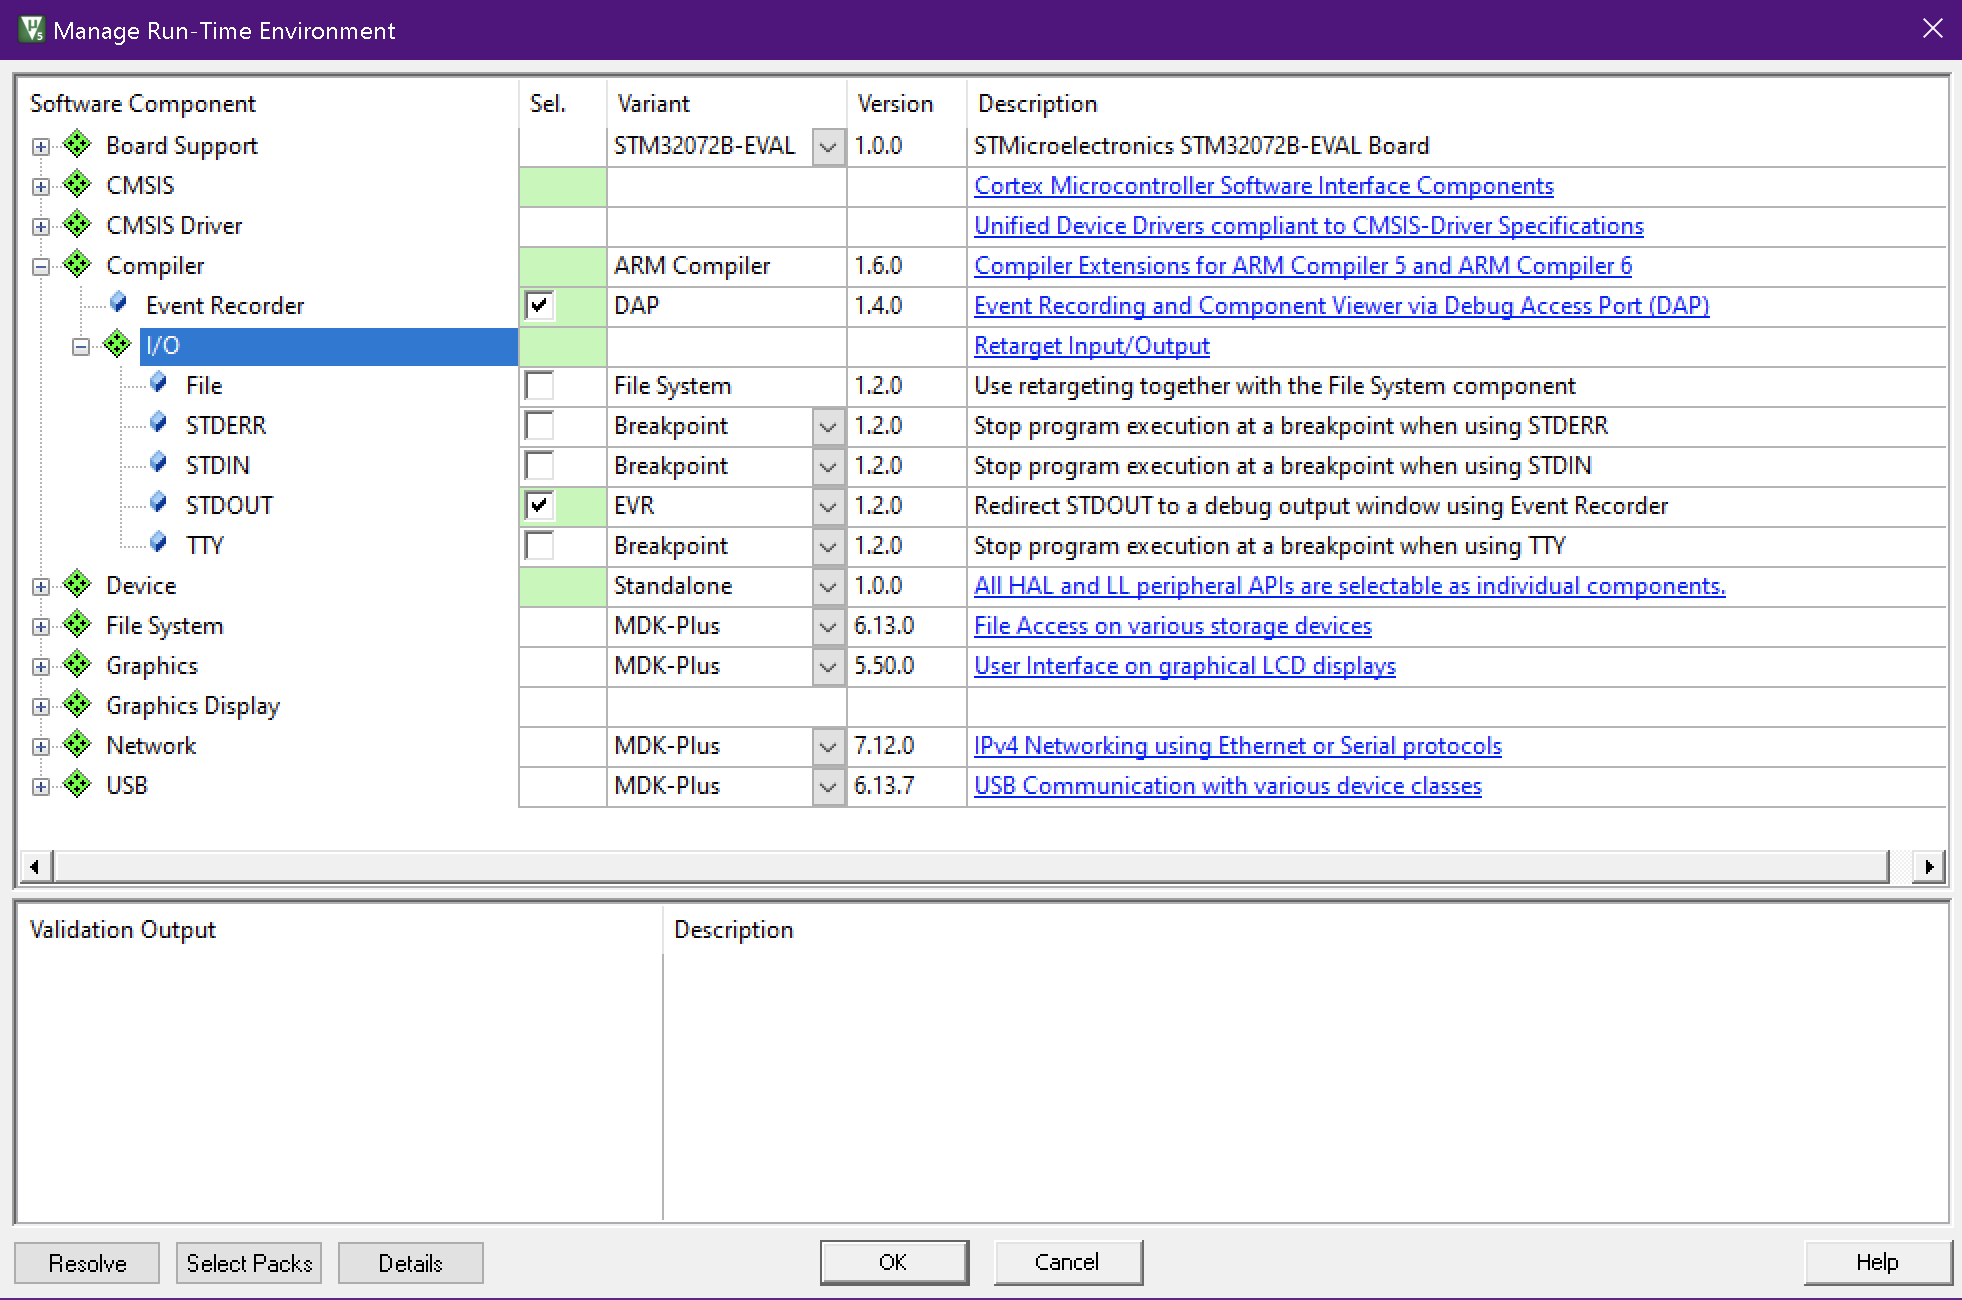 Manage Run-Time Environment
Software Component Sel. Variant Version Description
Board Support STM32072B-EVAL 1.0.0 STMicroelectronics STM32072B-EVAL Board
CMSIS Cortex Microcontroller Software Interface Components
CMSIS Driver Unified Device Drivers compliant to CMSIS-Driver Specifications
Compiler ARM Compiler 1.6.0 Compiler Extensions for ARM Compiler 5 and ARM Compiler 6
Event Recorder DAP 1.4.0 Event Recording and Component Viewer via Debug Access Port (DAP)
I/O Retarget Input/Output
File File System 1.2.0 Use retargeting together with the File System component
STDERR Breakpoint 1.2.0 Stop program execution at a breakpoint when using STDERR
STDIN Breakpoint 1.2.0 Stop program execution at a breakpoint when using STDIN
STDOUT EVR 1.2.0 Redirect STDOUT to a debug output window using Event Recorder
TTY Breakpoint 1.2.0 Stop program execution at a breakpoint when using TTY
Device Standalone 1.0.0 All HAL and LL peripheral APIs are selectable as individual components.
File System MDK-Plus 6.13.0 File Access on various storage devices
Graphics MDK-Plus 5.50.0 User Interface on graphical LCD displays
Graphics Display
Network MDK-Plus 7.12.0 IPv4 Networking using Ethernet or Serial protocols
USB MDK-Plus 6.13.7 USB Communication with various device classes
Validation Output Description
Resolve Select Packs Details OK Cancel Help